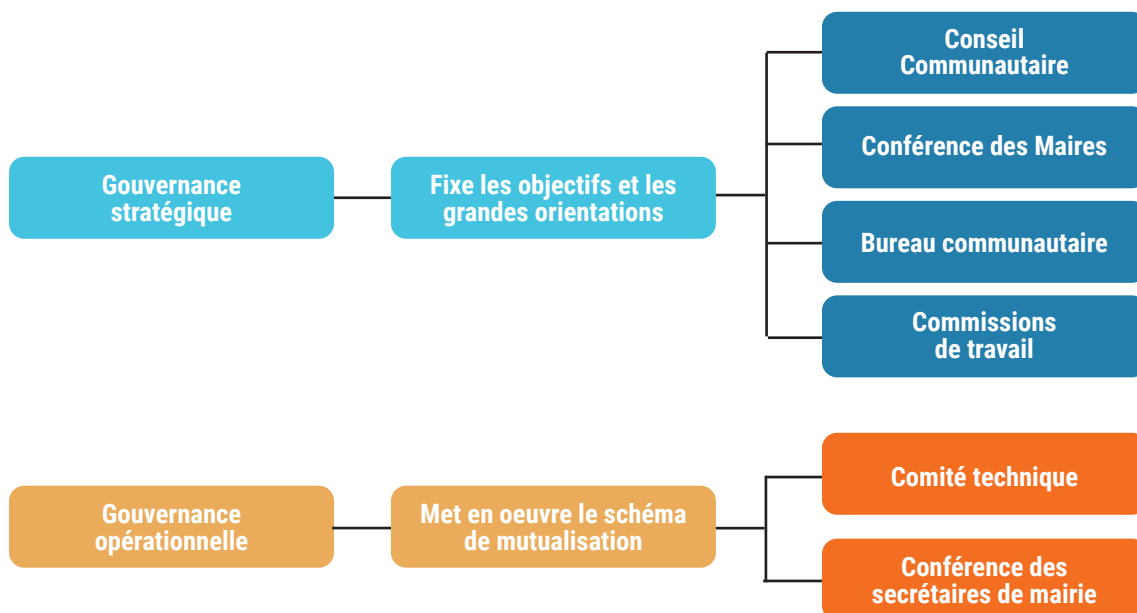 Conseil
Communautaire
Conférence des Maires
Gouvernance
stratégique
Fixe les objectifs et les
grandes orientations
Bureau communautaire
Commissions
de travail
Comité technique
Gouvernance
opérationnelle
Met en oeuvre le schéma
de mutualisation
Conférence des
secrétaires de mairie